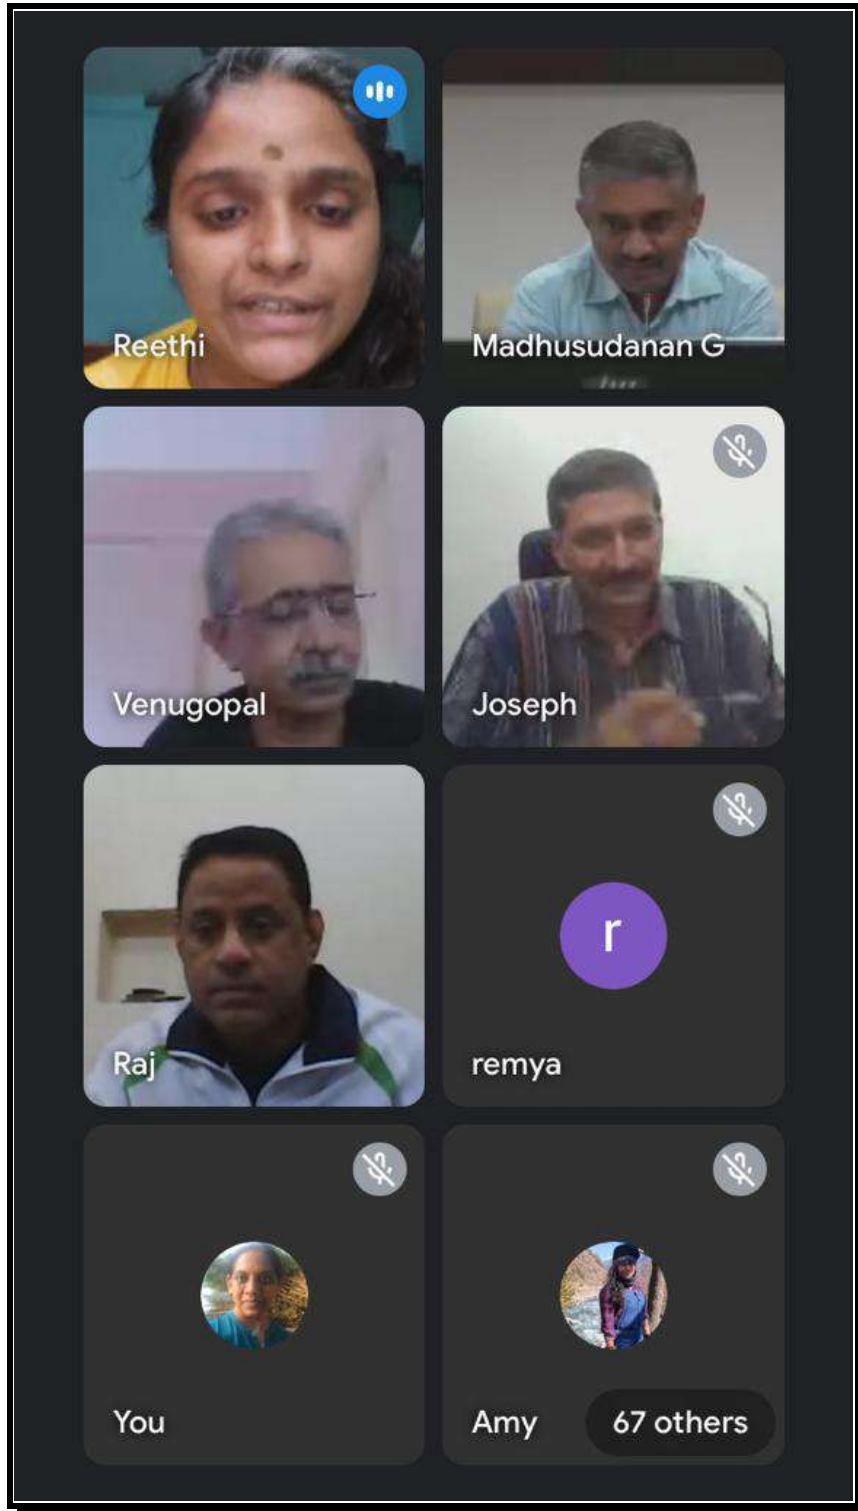 Reethi
Madhusudanan G
Venugopal
Joseph
Raj
r
remya
You
Amy
67 others